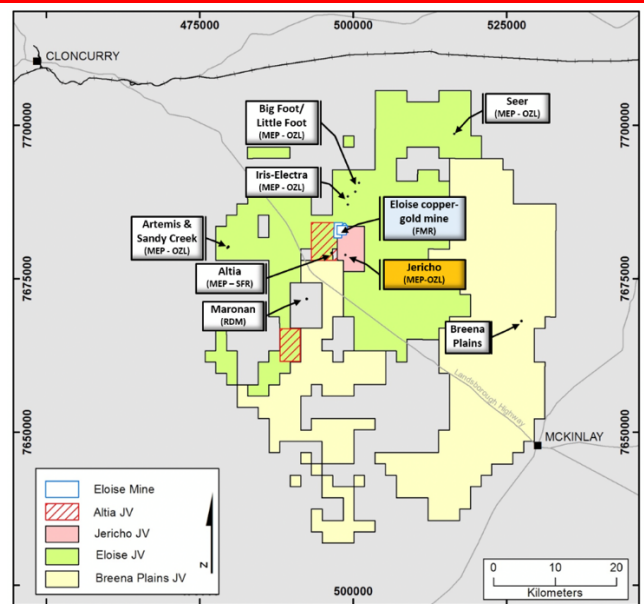 475000
500000
525000
CLONCURRY
7700000
7700000
Big Foot/
Little Foot
(MEP - OZL)
Seer
(MEP - OZL)
Iris-Electra
(MEP - OZL)
Eloise copper-
gold mine
(FMR)
Artemis &
Sandy Creek
(MEP - OZL)
Altia
(MEP – SFR)
Jericho
(MEP-OZL)
7675000
7675000
Maronan
(RDM)
Breena
Plains
Landsborough Highway
7650000
7650000
MCKINLAY
Eloise Mine
Altia JV
Jericho JV
Eloise JV
Breena Plains JV
N
0 10 20
Kilometers
500000